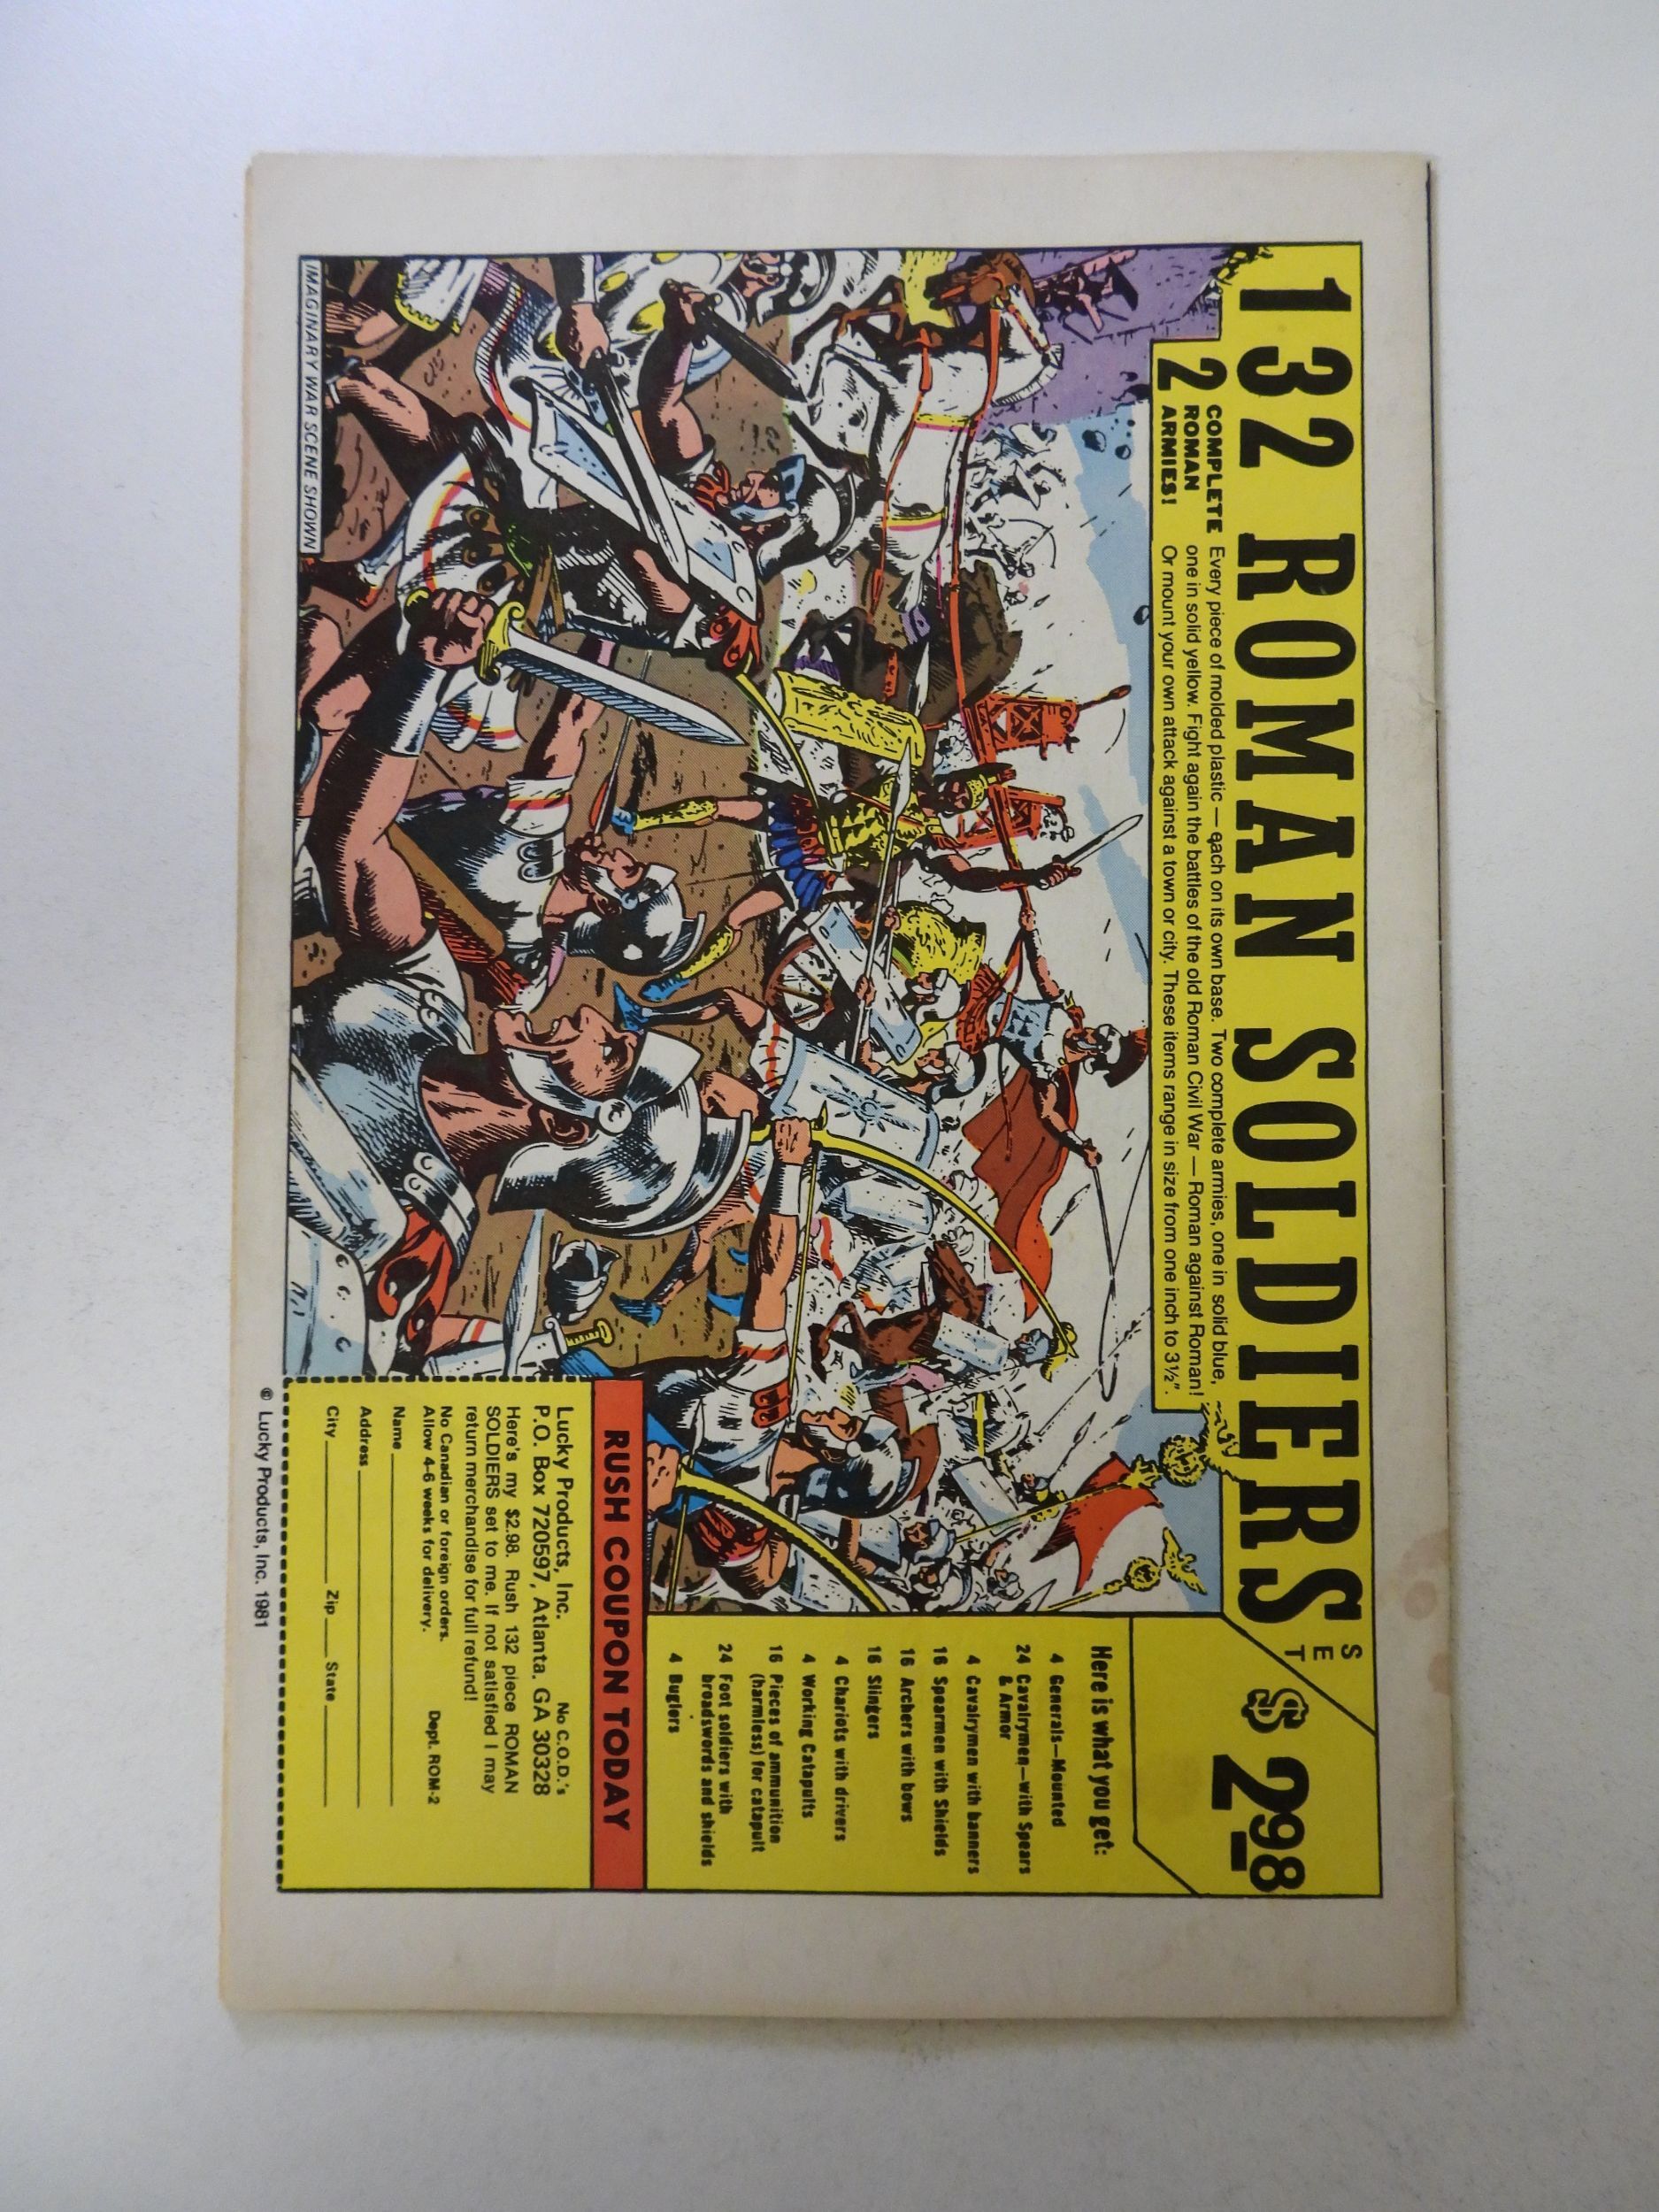 132 ROMAN SOLDIERS SET
$2.98
2 COMPLETE ROMAN ARMIES!
Every piece of molded plastic — each on its own base. Two complete armies, one in solid blue,
one in solid yellow. Fight again the battles of the old Roman Civil War — Roman against Roman!
Or mount your own attack against a town or city. These items range in size from one inch to 3½".
Here is what you get:
4 Generals—Mounted
24 Cavalrymen—with Spears
& Armor
4 Cavalrymen with banners
16 Spearmen with Shields
16 Archers with bows
16 Slingers
4 Chariots with drivers
4 Working Catapults
16 Pieces of ammunition
(harmless) for catapult
24 Foot soldiers with
broadswords and shields
4 Buglers
RUSH COUPON TODAY
Lucky Products, Inc. No C.O.D.'s
P.O. Box 720597, Atlanta, GA 30328
Here's my $2.98. Rush 132 piece ROMAN
SOLDIERS set to me. If not satisfied I may
return merchandise for full refund!
No Canadian or foreign orders.
Allow 4-6 weeks for delivery. Dept. ROM-2
Name
Address
City Zip State
IMAGINARY WAR SCENE SHOWN
© Lucky Products, Inc. 1981